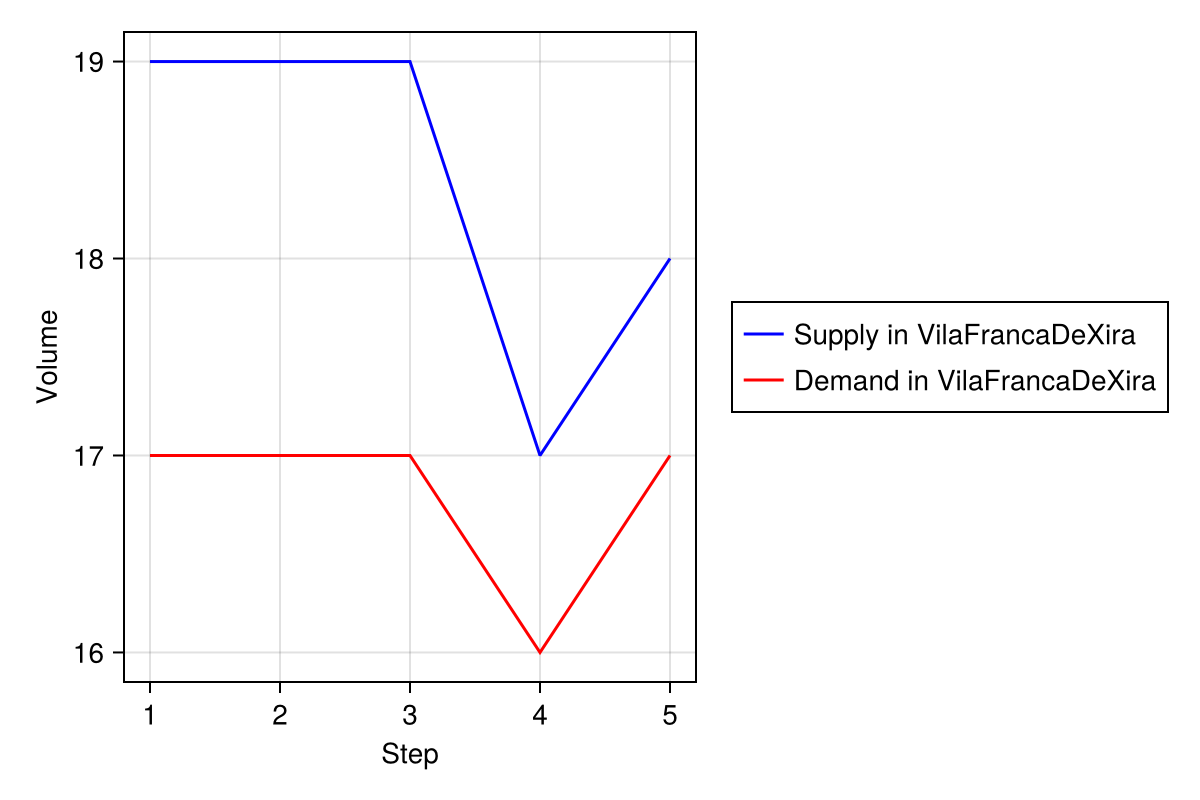 19
18
17
16
Volume
1 2 3 4 5
Step
Supply in VilaFrancaDeXira
Demand in VilaFrancaDeXira